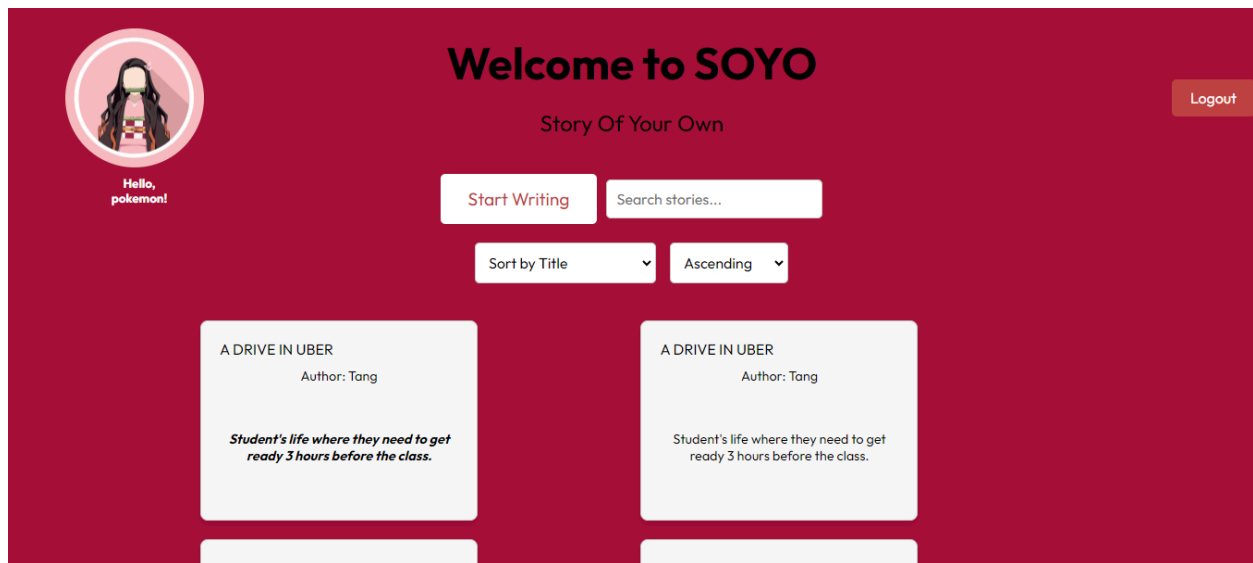 Welcome to SOYO
Logout
Story Of Your Own
Hello,
pokemon!
Start Writing
Search stories...
Sort by Title
Ascending
A DRIVE IN UBER
Author: Tang
Student's life where they need to get
ready 3 hours before the class.
A DRIVE IN UBER
Author: Tang
Student's life where they need to get
ready 3 hours before the class.